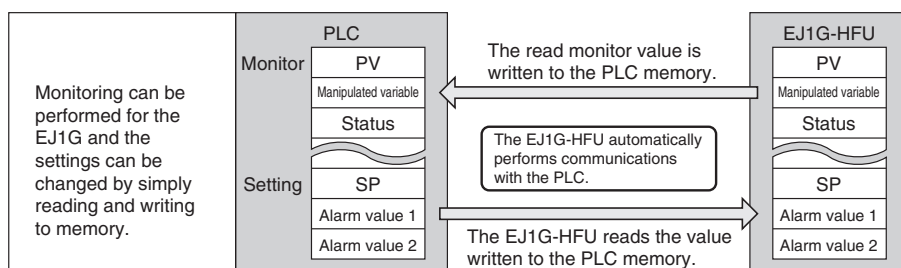 Monitoring can be
performed for the
EJ1G and the
settings can be
changed by simply
reading and writing
to memory.
PLC
Monitor
PV
Manipulated variable
Status
Setting
SP
Alarm value 1
Alarm value 2
The read monitor value is
written to the PLC memory.
The EJ1G-HFU automatically
performs communications
with the PLC.
The EJ1G-HFU reads the value
written to the PLC memory.
EJ1G-HFU
PV
Manipulated variable
Status
SP
Alarm value 1
Alarm value 2